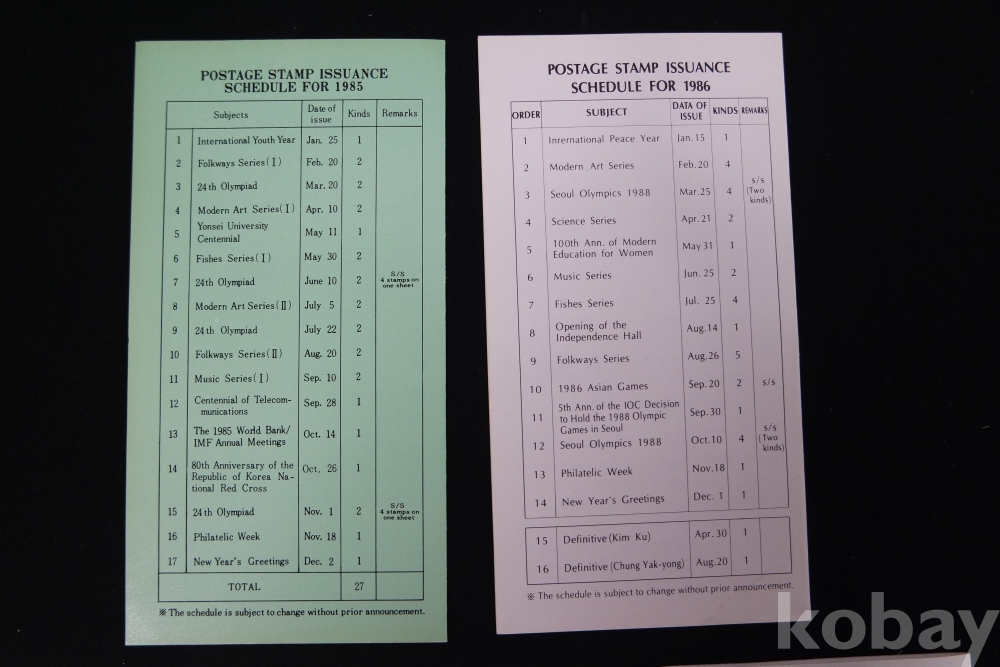 POSTAGE STAMP ISSUANCE
SCHEDULE FOR 1985
Subjects Date of issue Kinds Remarks
1 International Youth Year Jan. 25 1
2 Folkways Series(Ⅰ) Feb. 20 2
3 24th Olympiad Mar. 20 2
4 Modern Art Series(Ⅰ) Apr. 10 2
5 Yonsei University Centennial May 11 1
6 Fishes Series(Ⅰ) May 30 2
7 24th Olympiad June 10 2 S/S 4 stamps on one sheet
8 Modern Art Series(Ⅱ) July 5 2
9 24th Olympiad July 22 2
10 Folkways Series(Ⅱ) Aug. 20 2
11 Music Series(Ⅰ) Sep. 10 2
12 Centennial of Telecom-
munications Sep. 28 1
13 The 1985 World Bank/
IMF Annual Meetings Oct. 14 1
14 80th Anniversary of the
Republic of Korea Na-
tional Red Cross Oct. 26 1
15 24th Olympiad Nov. 1 2 S/S 4 stamps on one sheet
16 Philatelic Week Nov. 18 1
17 New Year's Greetings Dec. 2 1
TOTAL 27
※ The schedule is subject to change without prior announcement.
POSTAGE STAMP ISSUANCE
SCHEDULE FOR 1986
ORDER SUBJECT DATA OF ISSUE KINDS REMARKS
1 Inrernational Peace Year Jan. 15 1
2 Modern Art Series Feb. 20 4
3 Seoul Olympics 1988 Mar. 25 4 s/s (Two kinds)
4 Science Series Apr. 21 2
5 100th Ann. of Modern
Education for Women May 31 1
6 Music Series Jun. 25 2
7 Fishes Series Jul. 25 4
8 Opening of the
Independence Hall Aug. 14 1
9 Folkways Series Aug. 26 5
10 1986 Asian Games Sep. 20 2 s/s
11 5th Ann. of the IOC Decision
to Hold the 1988 Olympic
Games in Seoul Sep. 30 1
12 Seoul Olympics 1988 Oct. 10 4 s/s (Two kinds)
13 Philatelic Week Nov. 18 1
14 New Year's Greetings Dec. 1 1
15 Definitive (Kim Ku) Apr. 30 1
16 Definitive (Chung Yak-yong) Aug. 20 1
※ The schedule is subject to change without prior announcement.
kobay